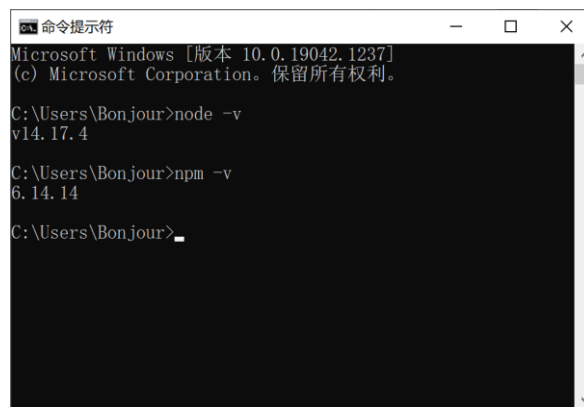 命令提示符
Microsoft Windows [版本 10.0.19042.1237]
(c) Microsoft Corporation。保留所有权利。
C:\Users\Bonjour>node -v
v14.17.4
C:\Users\Bonjour>npm -v
6.14.14
C:\Users\Bonjour>